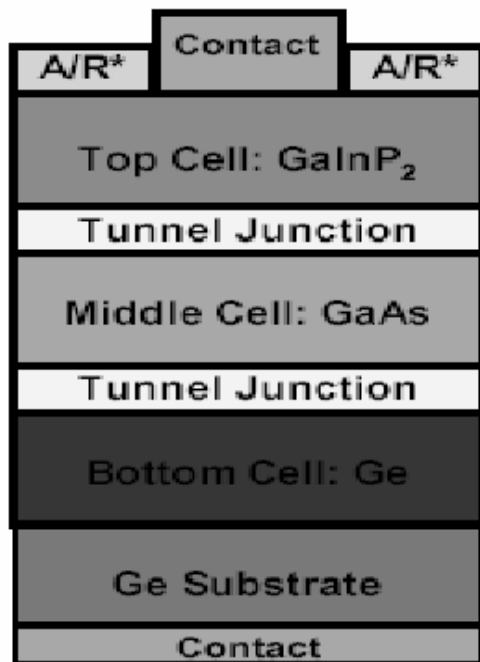 Contact
A/R* A/R*
Top Cell: GaInP₂
Tunnel Junction
Middle Cell: GaAs
Tunnel Junction
Bottom Cell: Ge
Ge Substrate
Contact